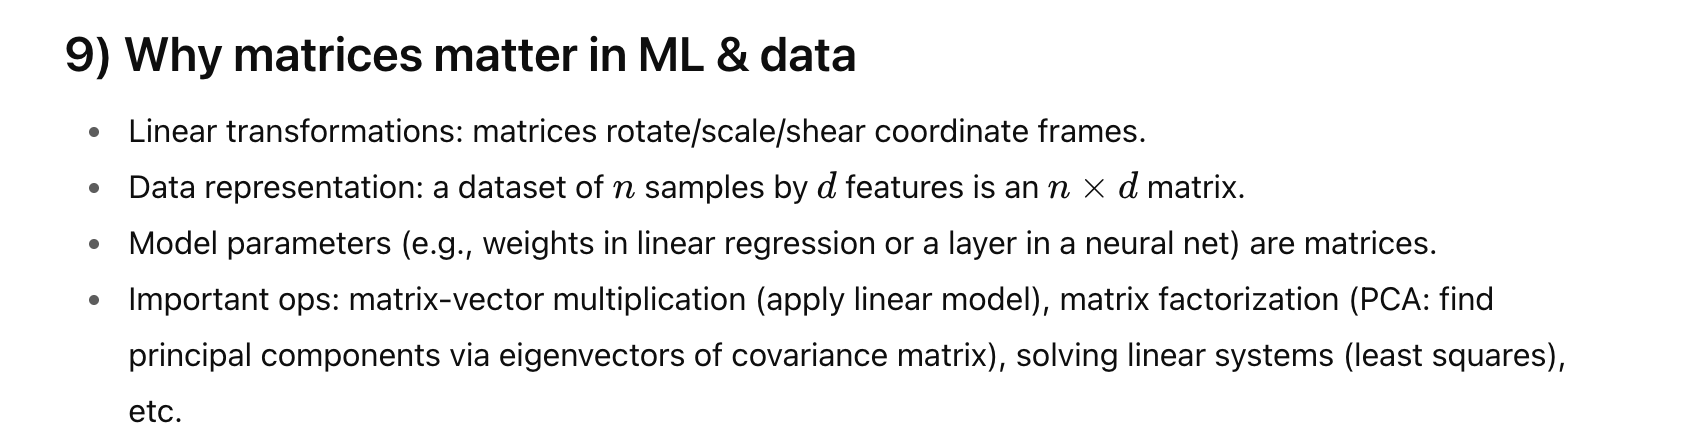 9) Why matrices matter in ML & data
• Linear transformations: matrices rotate/scale/shear coordinate frames.
• Data representation: a dataset of n samples by d features is an n × d matrix.
• Model parameters (e.g., weights in linear regression or a layer in a neural net) are matrices.
• Important ops: matrix-vector multiplication (apply linear model), matrix factorization (PCA: find
principal components via eigenvectors of covariance matrix), solving linear systems (least squares),
etc.